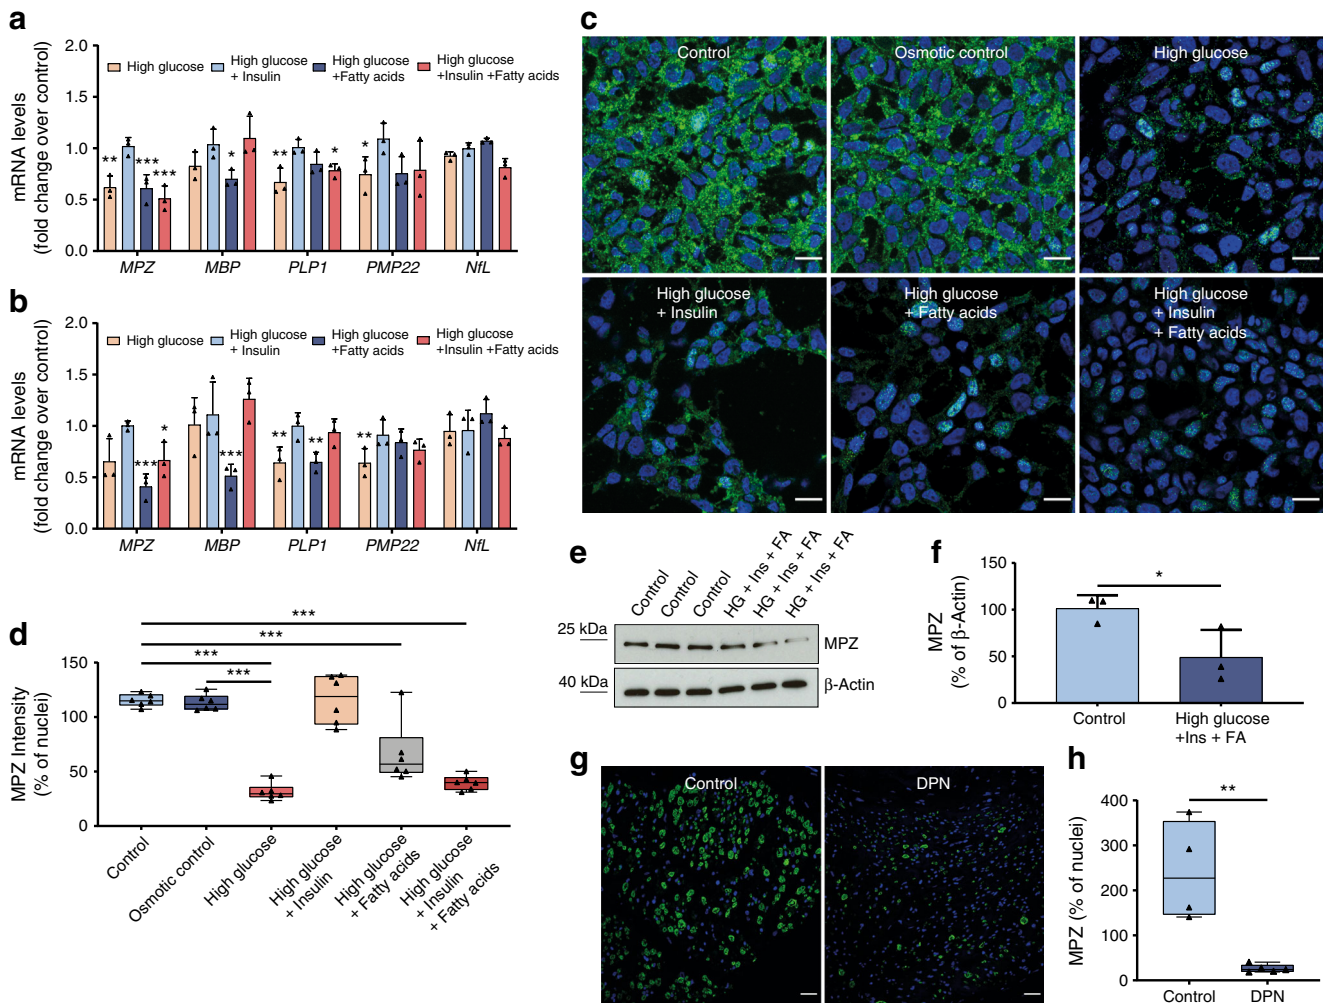 a
2.0
1.5
1.0
0.5
0.0
mRNA levels
(fold change over control)
High glucose
High glucose
+ Insulin
High glucose
+Fatty acids
High glucose
+Insulin +Fatty acids
**
***
***
*
**
*
*
MPZ
MBP
PLP1
PMP22
NfL
b
2.0
1.5
1.0
0.5
0.0
mRNA levels
(fold change over control)
High glucose
High glucose
+ Insulin
High glucose
+Fatty acids
High glucose
+Insulin +Fatty acids
***
*
***
**
**
**
MPZ
MBP
PLP1
PMP22
NfL
c
Control
Osmotic control
High glucose
High glucose
+ Insulin
High glucose
+ Fatty acids
High glucose
+ Insulin
+ Fatty acids
d
***
***
***
***
150
100
50
0
MPZ Intensity
(% of nuclei)
Control
Osmotic control
High glucose
High glucose
+ Insulin
High glucose
+ Fatty acids
High glucose
+ Insulin
+ Fatty acids
e
Control
Control
Control
HG + Ins + FA
HG + Ins + FA
HG + Ins + FA
25 kDa
MPZ
40 kDa
β-Actin
f
150
100
50
0
MPZ
(% of β-Actin)
*
Control
High glucose
+Ins + FA
g
Control
DPN
h
400
300
200
100
0
MPZ (% of nuclei)
**
Control
DPN